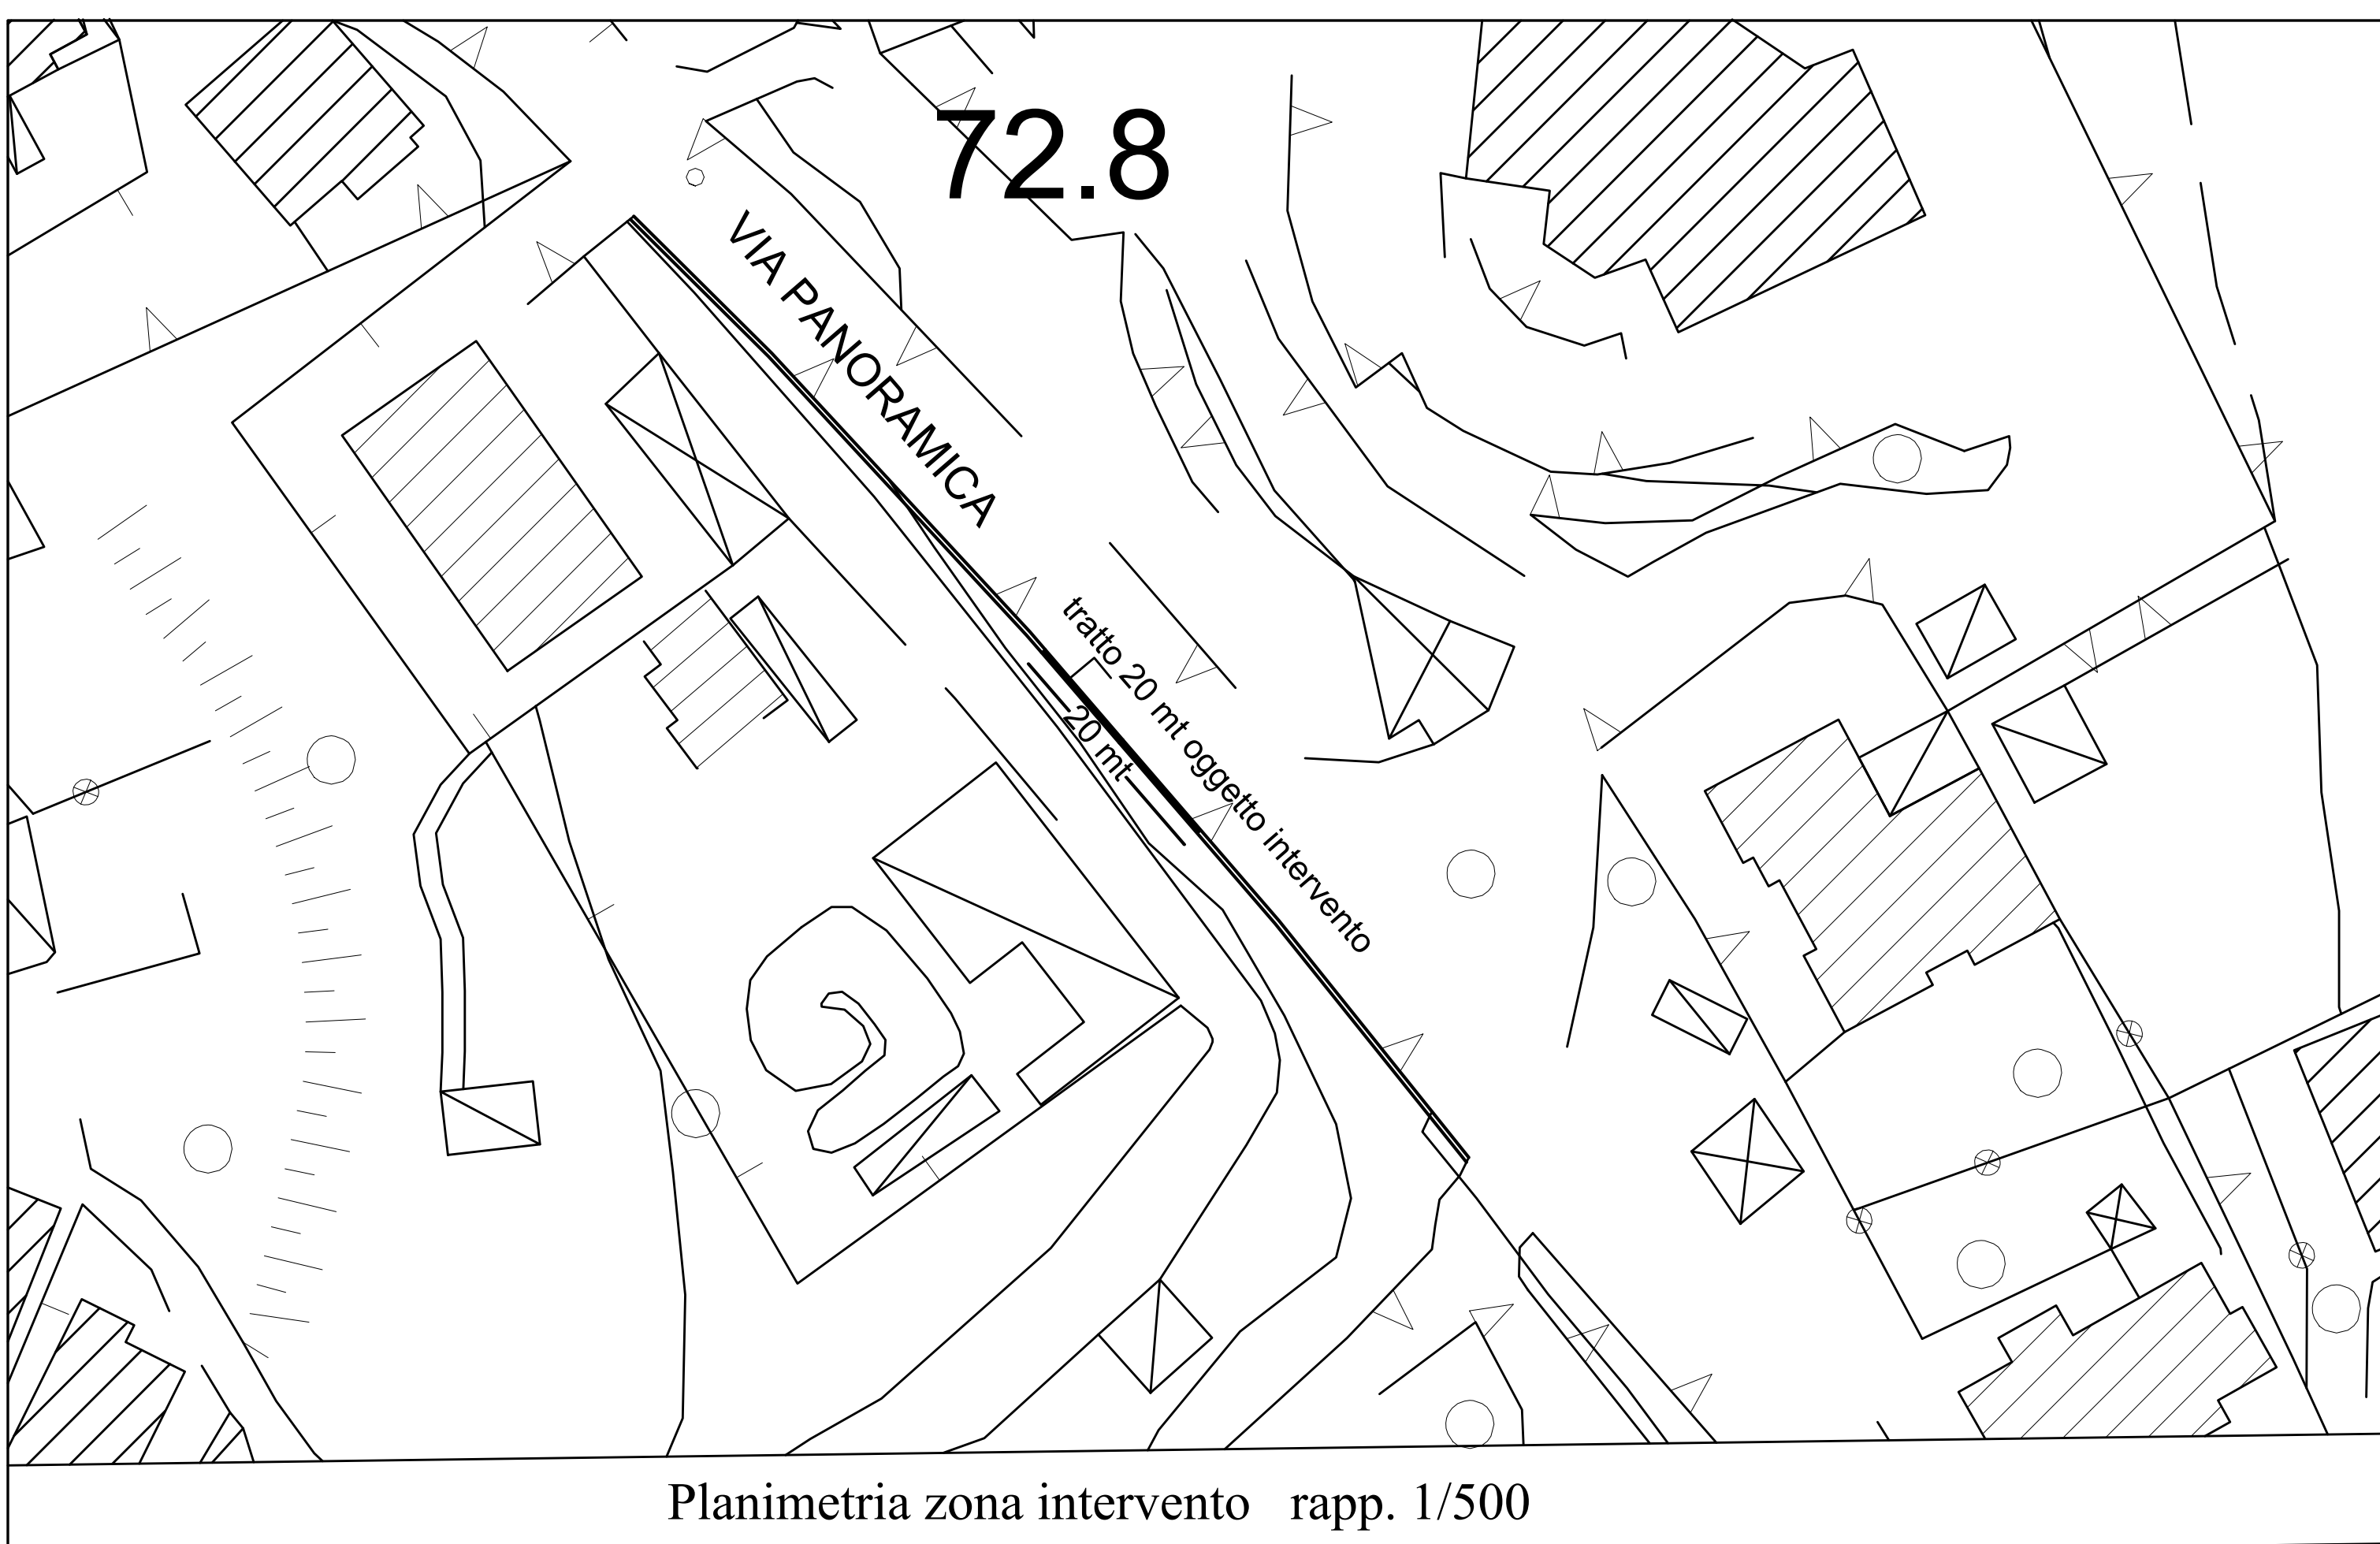 72.8
VIA PANORAMICA
tratto 20 mt oggetto intervento
20 mt
Planimetria zona intervento rapp. 1/500